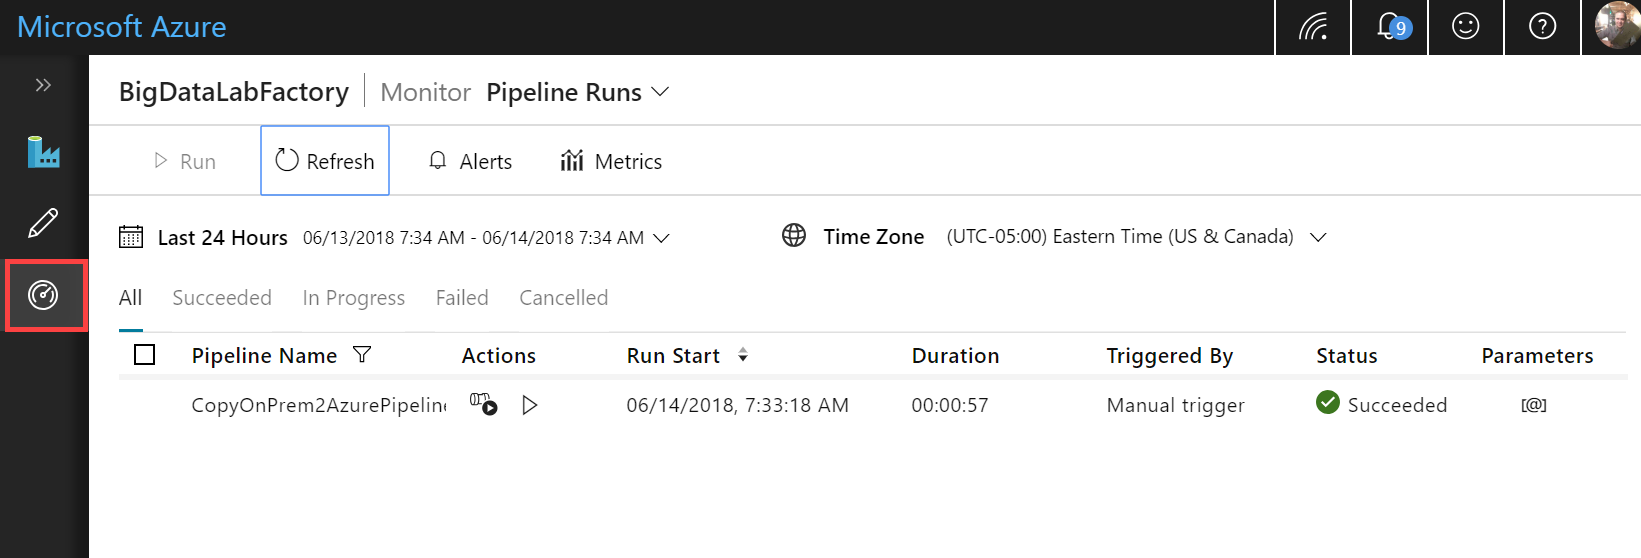 Microsoft Azure
9
BigDataLabFactory Monitor Pipeline Runs
Run Refresh Alerts Metrics
Last 24 Hours 06/13/2018 7:34 AM - 06/14/2018 7:34 AM Time Zone (UTC-05:00) Eastern Time (US & Canada)
All Succeeded In Progress Failed Cancelled
Pipeline Name Actions Run Start Duration Triggered By Status Parameters
CopyOnPrem2AzurePipeline 06/14/2018, 7:33:18 AM 00:00:57 Manual trigger Succeeded [@]